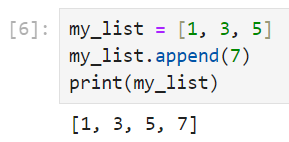 [6]: my_list = [1, 3, 5]
my_list.append(7)
print(my_list)
[1, 3, 5, 7]